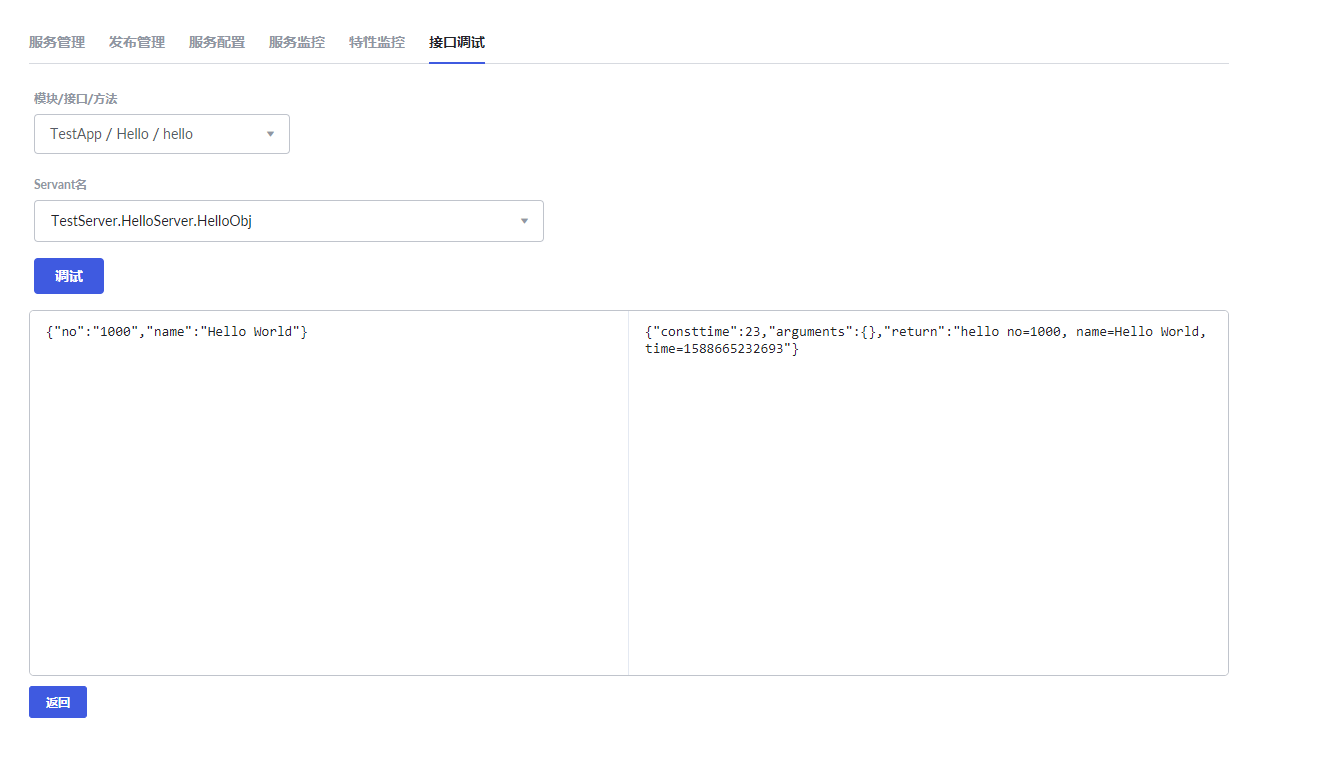 服务管理 发布管理 服务配置 服务监控 特性监控 接口调试
模块/接口/方法
TestApp / Hello / hello
Servant名
TestServer.HelloServer.HelloObj
调试
{"no":"1000","name":"Hello World"}
{"consttime":23,"arguments":{},"return":"hello no=1000, name=Hello World,
time=1588665232693"}
返回